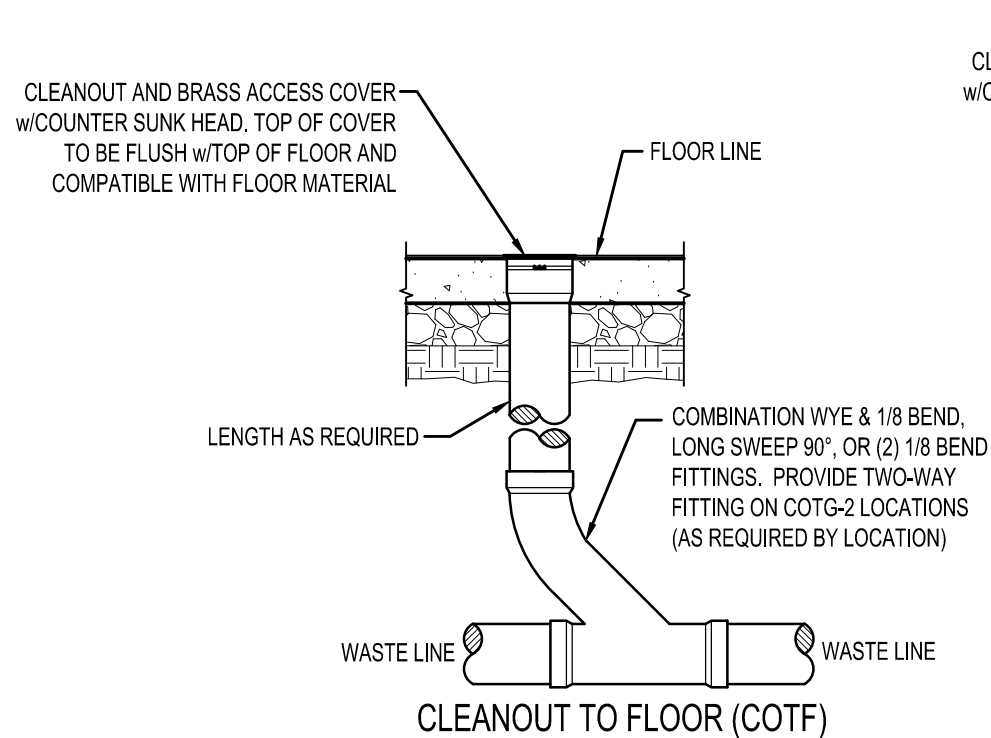 CLEANOUT AND BRASS ACCESS COVER
w/COUNTER SUNK HEAD. TOP OF COVER
TO BE FLUSH w/TOP OF FLOOR AND
COMPATIBLE WITH FLOOR MATERIAL
CL
w/C
FLOOR LINE
LENGTH AS REQUIRED
COMBINATION WYE & 1/8 BEND,
LONG SWEEP 90°, OR (2) 1/8 BEND
FITTINGS. PROVIDE TWO-WAY
FITTING ON COTG-2 LOCATIONS
(AS REQUIRED BY LOCATION)
WASTE LINE
WASTE LINE
CLEANOUT TO FLOOR (COTF)